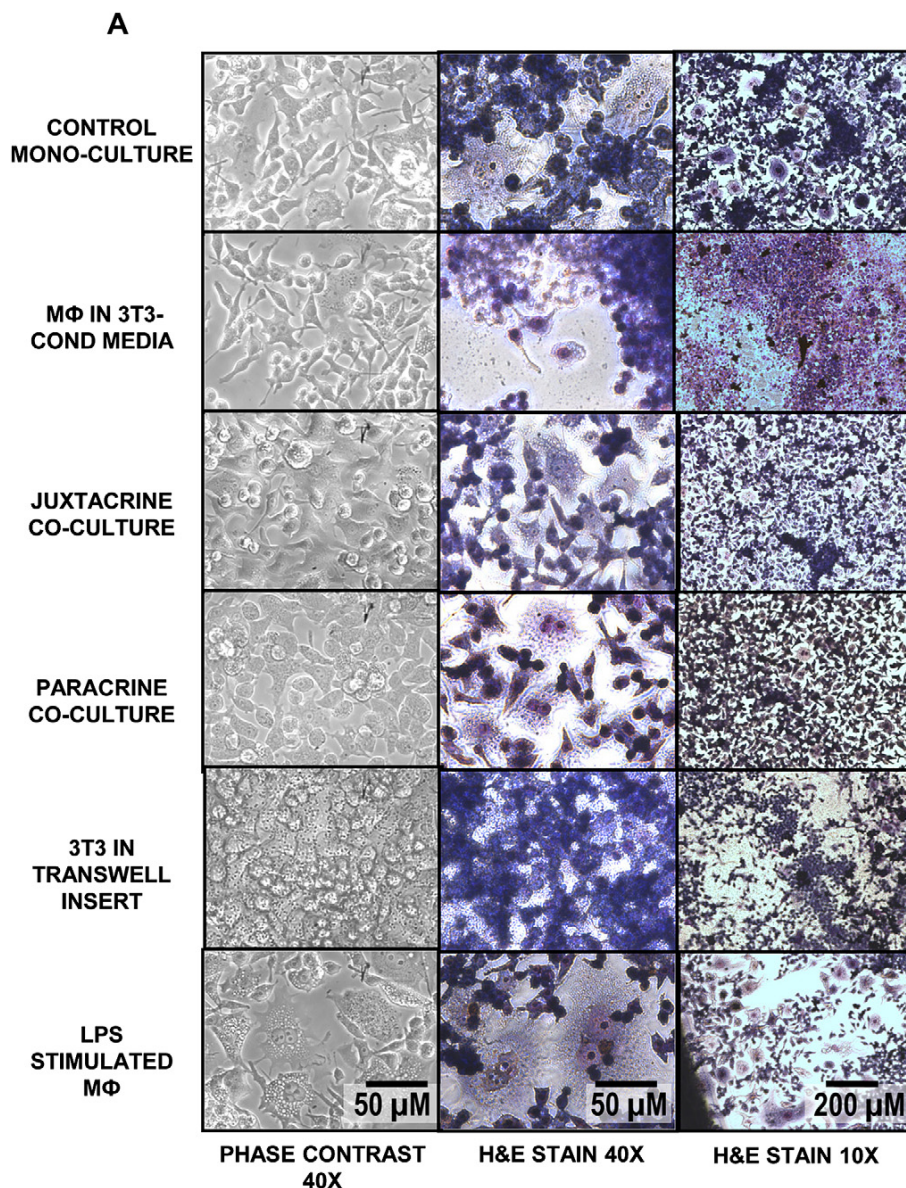 A
CONTROL
MONO-CULTURE
MΦ IN 3T3-
COND MEDIA
JUXTACRINE
CO-CULTURE
PARACRINE
CO-CULTURE
3T3 IN
TRANSWELL
INSERT
LPS
STIMULATED
MΦ
50 µM
50 µM
200 µM
PHASE CONTRAST
40X
H&E STAIN 40X
H&E STAIN 10X